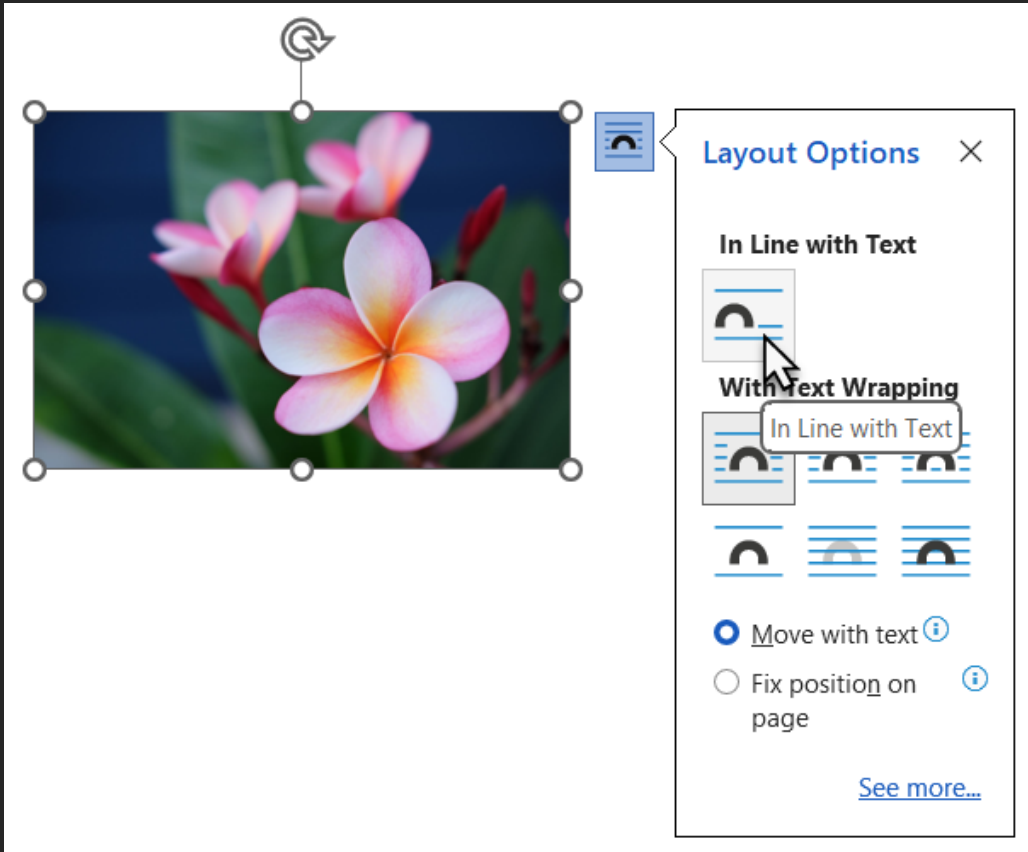 Layout Options
In Line with Text
With Text Wrapping
In Line with Text
Move with text
Fix position on
page
See more...